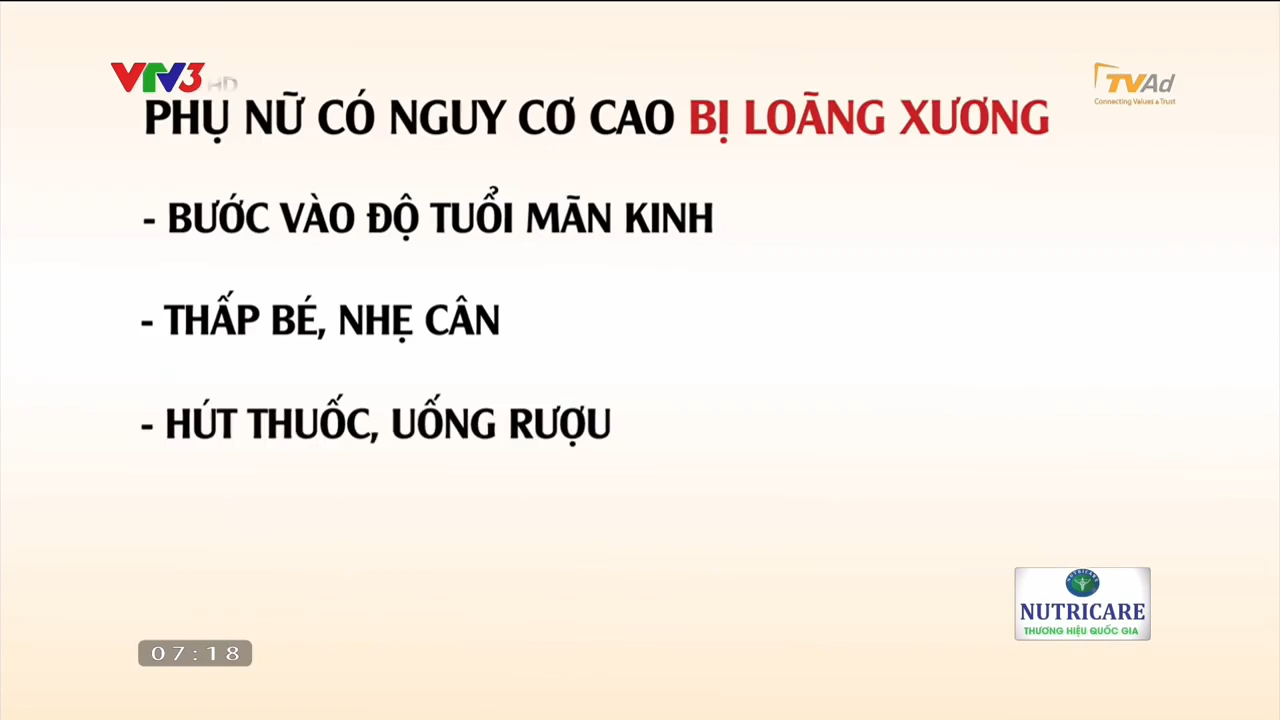 VTV3 HD
TVAd
Connecting Values & Trust
PHỤ NỮ CÓ NGUY CƠ CAO BỊ LOÃNG XƯƠNG
- BƯỚC VÀO ĐỘ TUỔI MÃN KINH
- THẤP BÉ, NHẸ CÂN
- HÚT THUỐC, UỐNG RƯỢU
NUTRICARE
NUTRICARE
THƯƠNG HIỆU QUỐC GIA
07:18